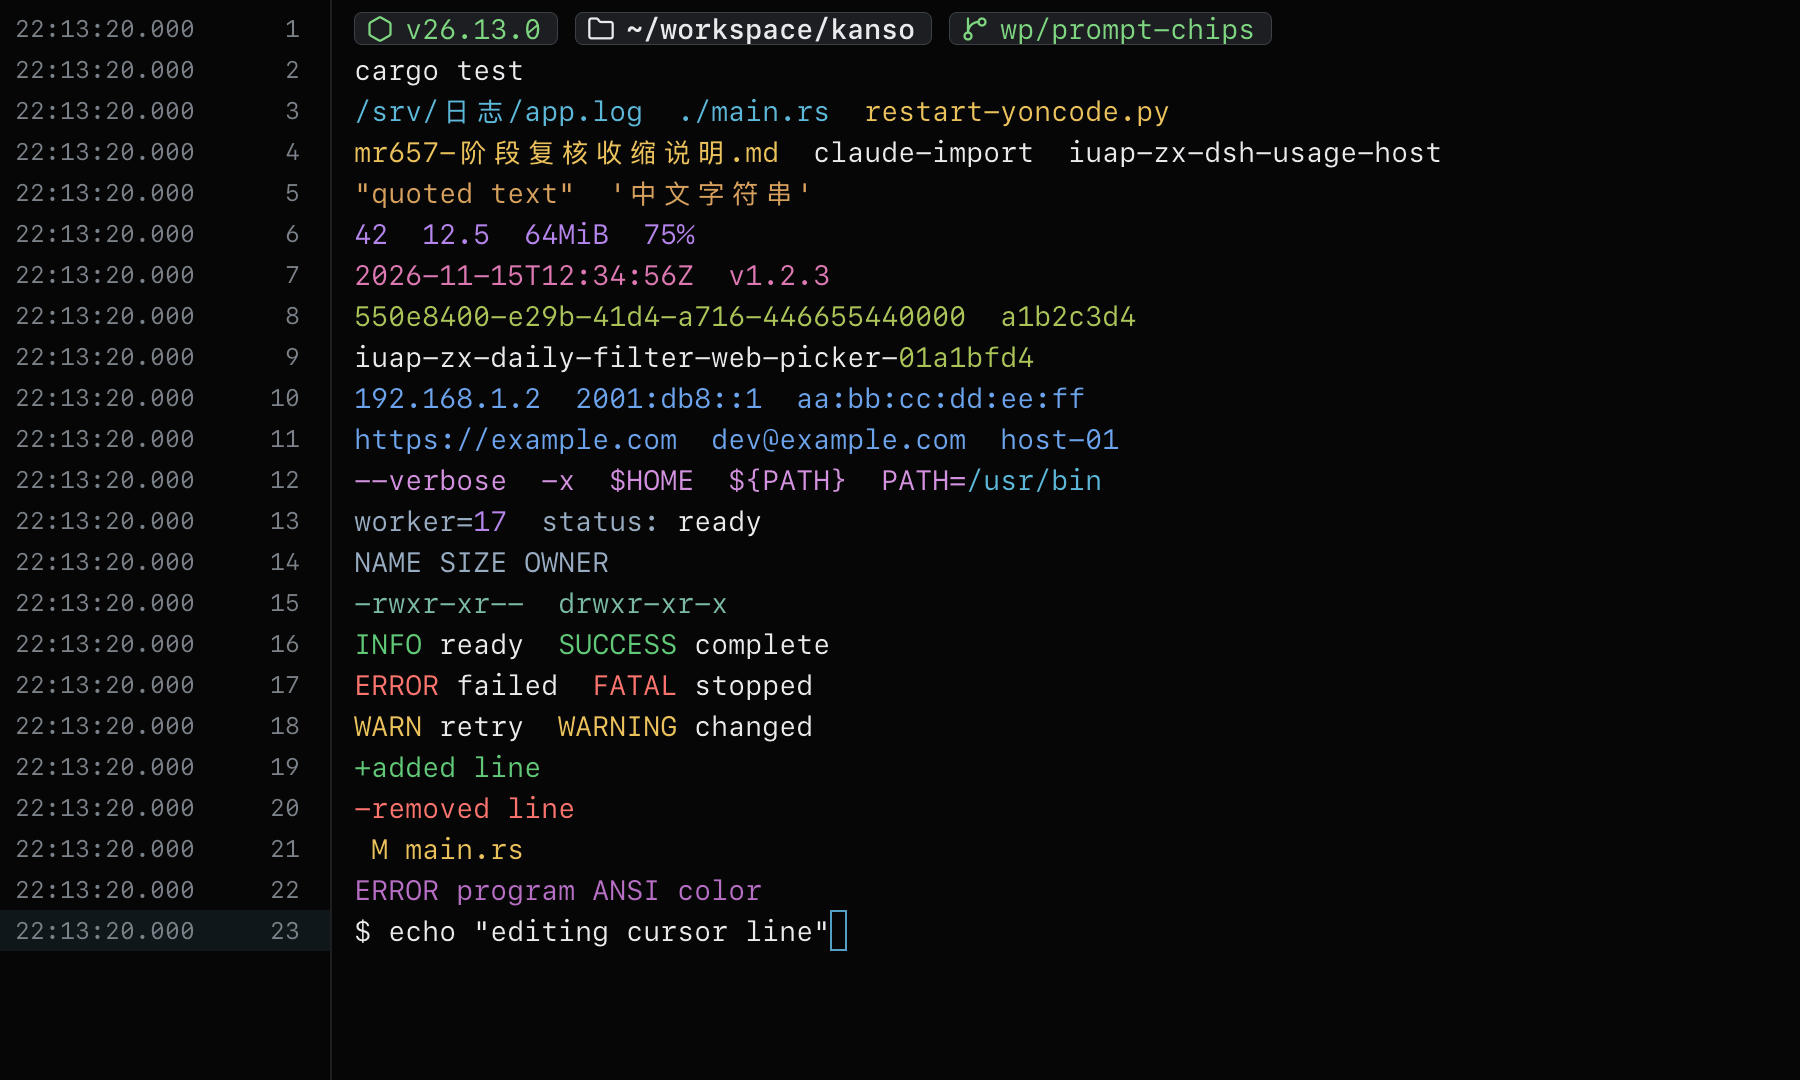 22:13:20.000 1 v26.13.0 ~/workspace/kanso wp/prompt-chips
22:13:20.000 2 cargo test
22:13:20.000 3 /srv/日志/app.log ./main.rs restart-yoncode.py
22:13:20.000 4 mr657-阶段复核收缩说明.md claude-import iuap-zx-dsh-usage-host
22:13:20.000 5 "quoted text" '中文字符串'
22:13:20.000 6 42 12.5 64MiB 75%
22:13:20.000 7 2026-11-15T12:34:56Z v1.2.3
22:13:20.000 8 550e8400-e29b-41d4-a716-446655440000 a1b2c3d4
22:13:20.000 9 iuap-zx-daily-filter-web-picker-01a1bfd4
22:13:20.000 10 192.168.1.2 2001:db8::1 aa:bb:cc:dd:ee:ff
22:13:20.000 11 https://example.com dev@example.com host-01
22:13:20.000 12 --verbose -x $HOME ${PATH} PATH=/usr/bin
22:13:20.000 13 worker=17 status: ready
22:13:20.000 14 NAME SIZE OWNER
22:13:20.000 15 -rwxr-xr-- drwxr-xr-x
22:13:20.000 16 INFO ready SUCCESS complete
22:13:20.000 17 ERROR failed FATAL stopped
22:13:20.000 18 WARN retry WARNING changed
22:13:20.000 19 +added line
22:13:20.000 20 -removed line
22:13:20.000 21 M main.rs
22:13:20.000 22 ERROR program ANSI color
22:13:20.000 23 $ echo "editing cursor line"